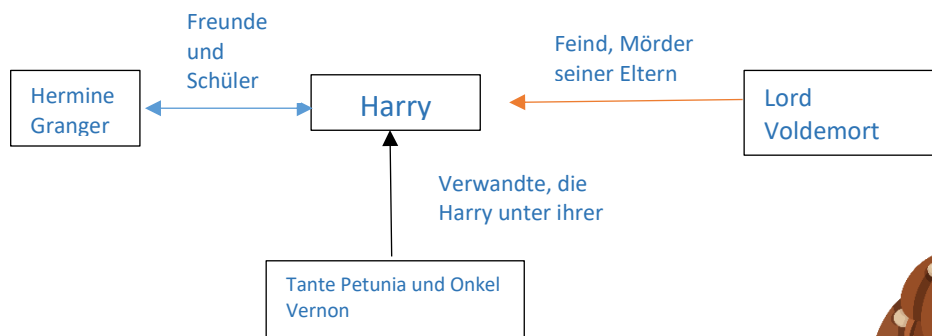 Freunde
und
Schüler
Feind, Mörder
seiner Eltern
Hermine
Granger
Harry
Lord
Voldemort
Verwandte, die
Harry unter ihrer
Tante Petunia und Onkel
Vernon